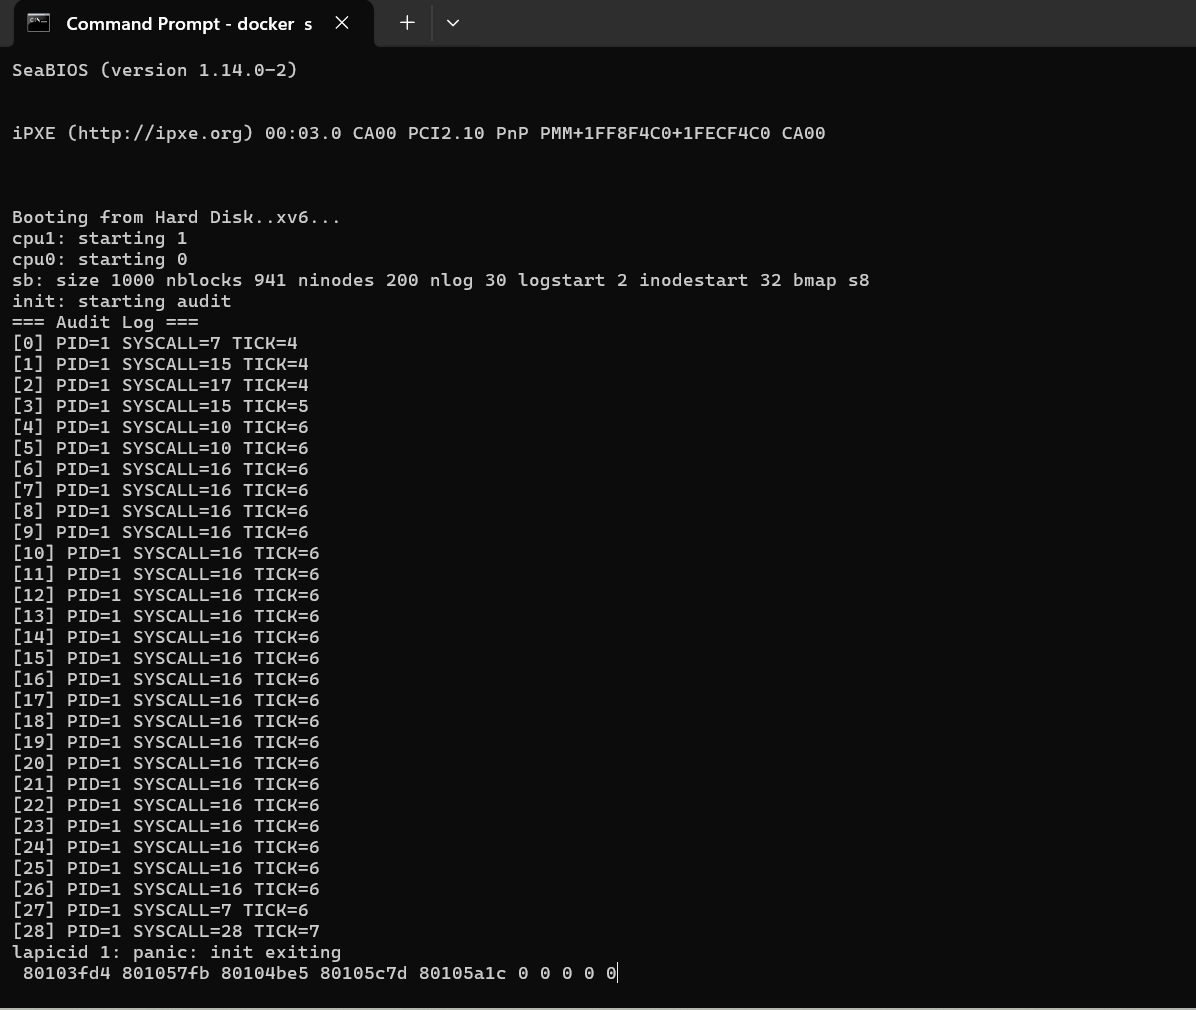 Command Prompt - docker  s
SeaBIOS (version 1.14.0-2)
iPXE (http://ipxe.org) 00:03.0 CA00 PCI2.10 PnP PMM+1FF8F4C0+1FECF4C0 CA00
Booting from Hard Disk..xv6...
cpu1: starting 1
cpu0: starting 0
sb: size 1000 nblocks 941 ninodes 200 nlog 30 logstart 2 inodestart 32 bmap s8
init: starting audit
=== Audit Log ===
[0] PID=1 SYSCALL=7 TICK=4
[1] PID=1 SYSCALL=15 TICK=4
[2] PID=1 SYSCALL=17 TICK=4
[3] PID=1 SYSCALL=15 TICK=5
[4] PID=1 SYSCALL=10 TICK=6
[5] PID=1 SYSCALL=10 TICK=6
[6] PID=1 SYSCALL=16 TICK=6
[7] PID=1 SYSCALL=16 TICK=6
[8] PID=1 SYSCALL=16 TICK=6
[9] PID=1 SYSCALL=16 TICK=6
[10] PID=1 SYSCALL=16 TICK=6
[11] PID=1 SYSCALL=16 TICK=6
[12] PID=1 SYSCALL=16 TICK=6
[13] PID=1 SYSCALL=16 TICK=6
[14] PID=1 SYSCALL=16 TICK=6
[15] PID=1 SYSCALL=16 TICK=6
[16] PID=1 SYSCALL=16 TICK=6
[17] PID=1 SYSCALL=16 TICK=6
[18] PID=1 SYSCALL=16 TICK=6
[19] PID=1 SYSCALL=16 TICK=6
[20] PID=1 SYSCALL=16 TICK=6
[21] PID=1 SYSCALL=16 TICK=6
[22] PID=1 SYSCALL=16 TICK=6
[23] PID=1 SYSCALL=16 TICK=6
[24] PID=1 SYSCALL=16 TICK=6
[25] PID=1 SYSCALL=16 TICK=6
[26] PID=1 SYSCALL=16 TICK=6
[27] PID=1 SYSCALL=7 TICK=6
[28] PID=1 SYSCALL=28 TICK=7
lapicid 1: panic: init exiting
 80103fd4 801057fb 80104be5 80105c7d 80105a1c 0 0 0 0 0